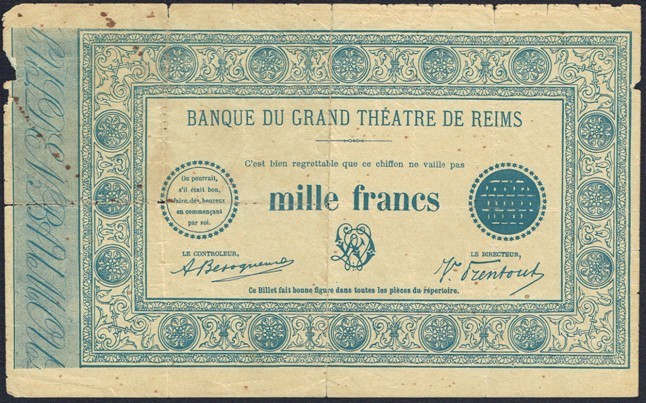 BANQUE DU GRAND THÉATRE DE REIMS
C'est bien regrettable que ce chiffon ne vaille pas
mille francs
On pourrait,
s'il était bon,
faire des heureux
en commençant
par soi.
LE CONTROLEUR,
LE DIRECTEUR,
V. Trentout
Ce Billet fait bonne figure dans toutes les pièces du répertoire.